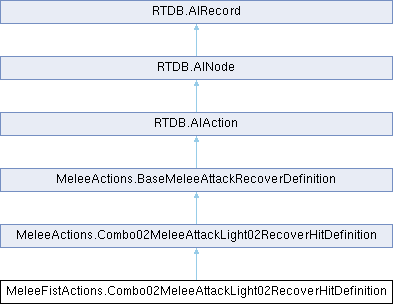 RTDB.AIRecord
RTDB.AINode
RTDB.AIAction
MeleeActions.BaseMeleeAttackRecoverDefinition
MeleeActions.Combo02MeleeAttackLight02RecoverHitDefinition
MeleeFistActions.Combo02MeleeAttackLight02RecoverHitDefinition